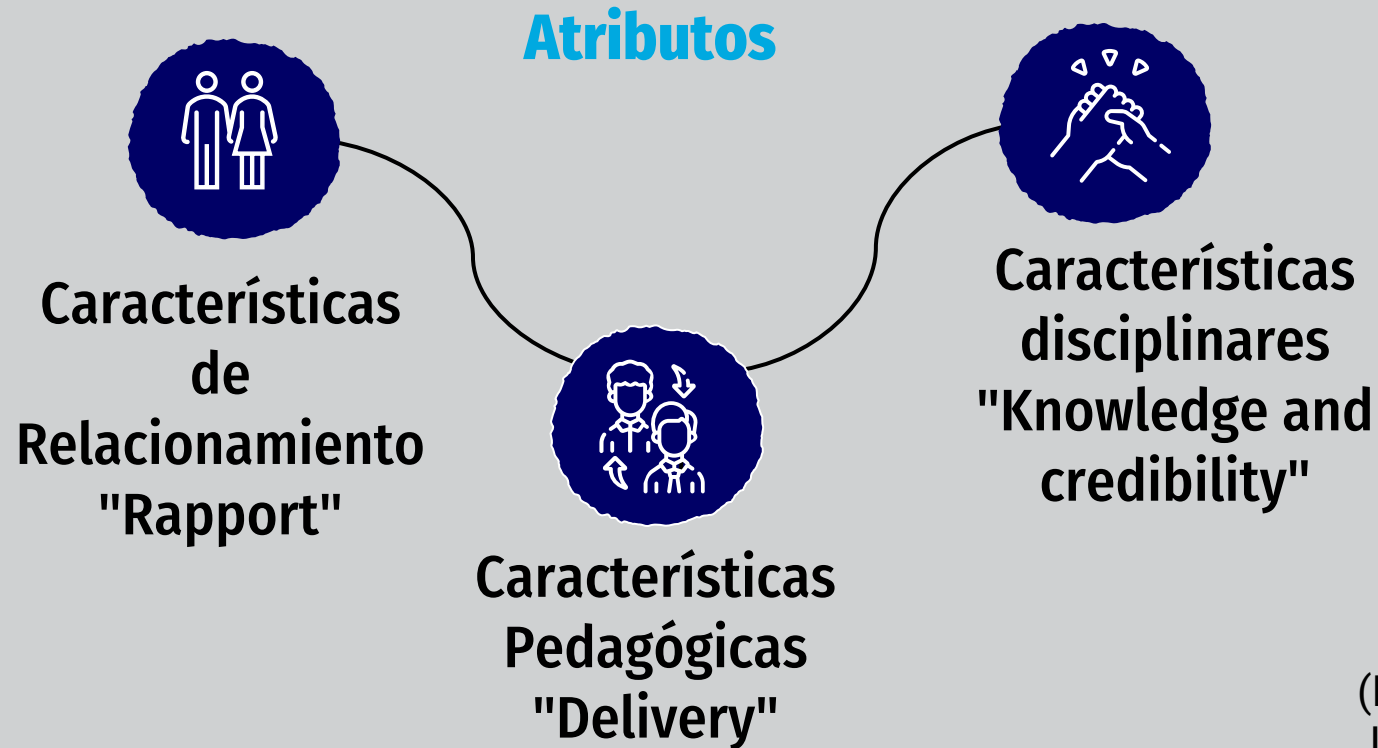 Atributos
Características
de
Relacionamiento
"Rapport"
Características
Pedagógicas
"Delivery"
Características
disciplinares
"Knowledge and
credibility"